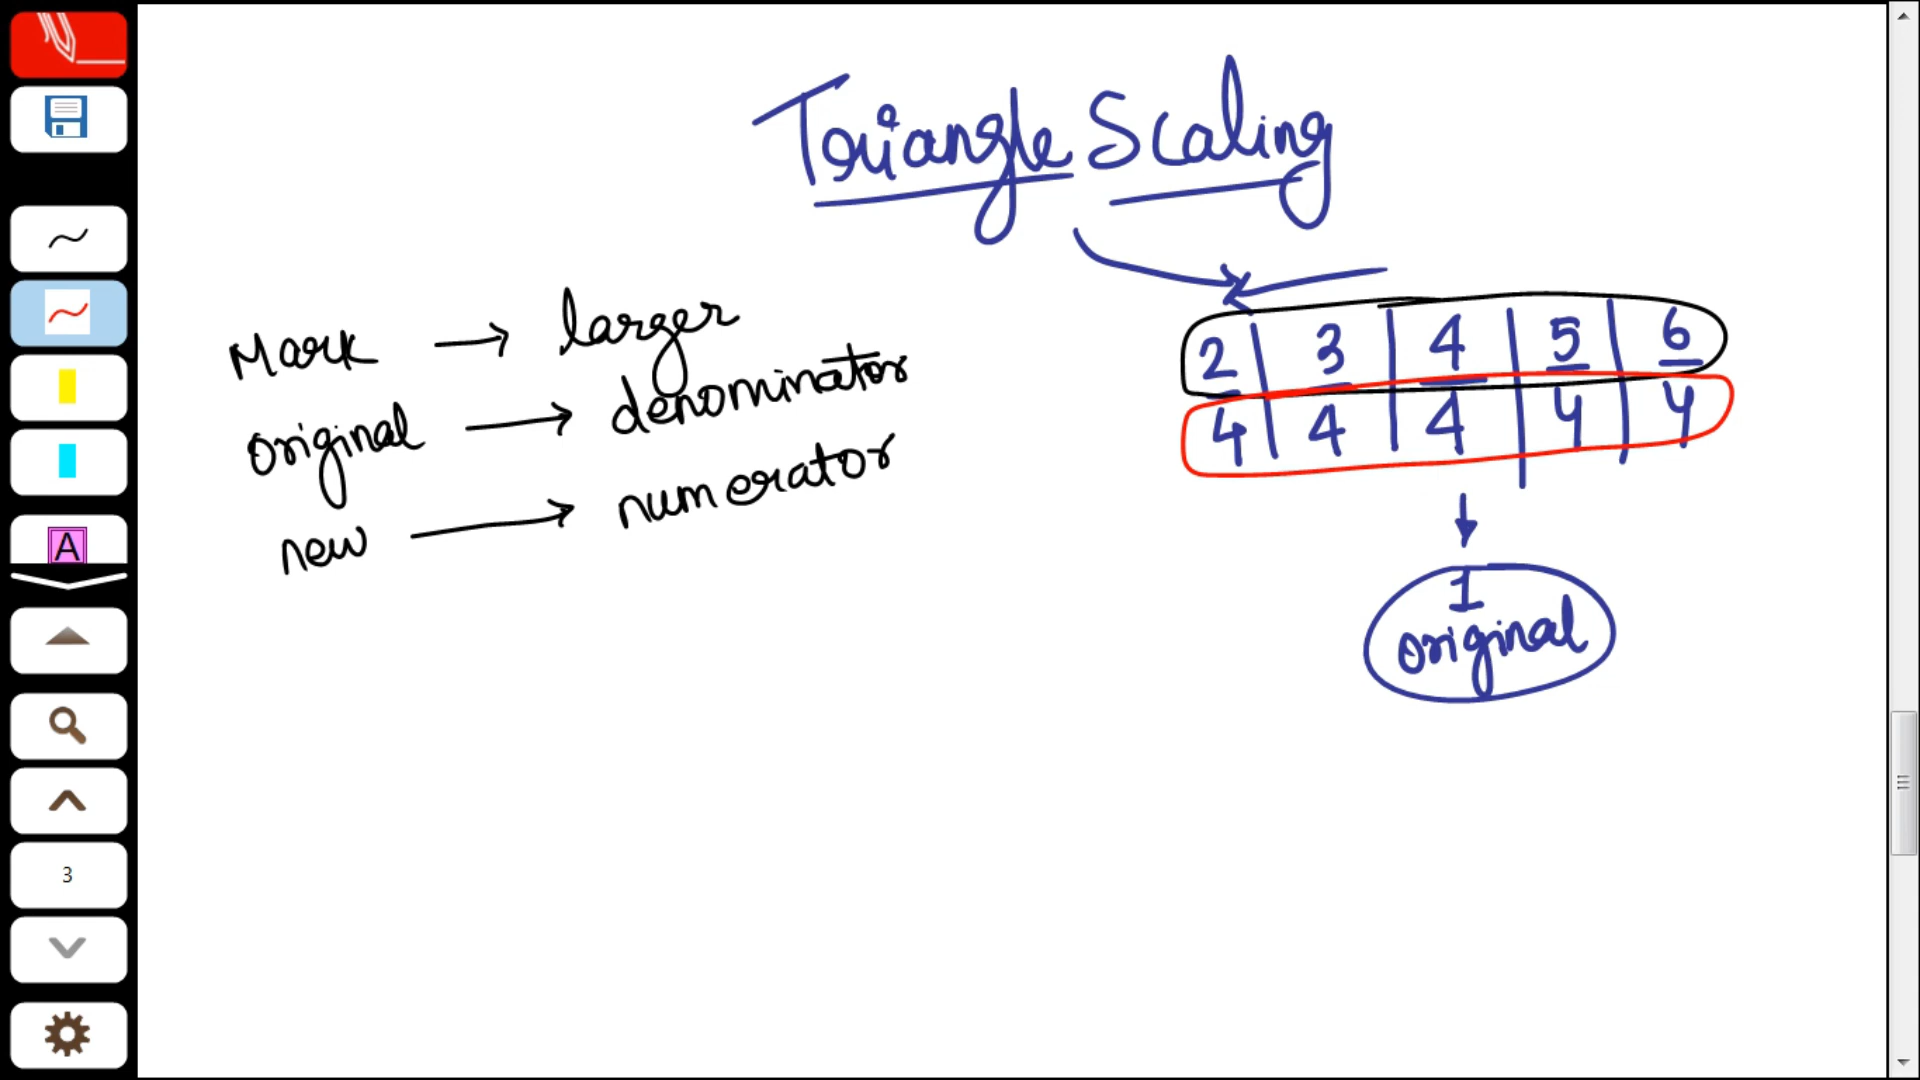 Triangle Scaling
Mark → larger
original → denominator
new → numerator
2 | 3 | 4 | 5 | 6
4 | 4 | 4 | 4 | 4
1
original
A
3